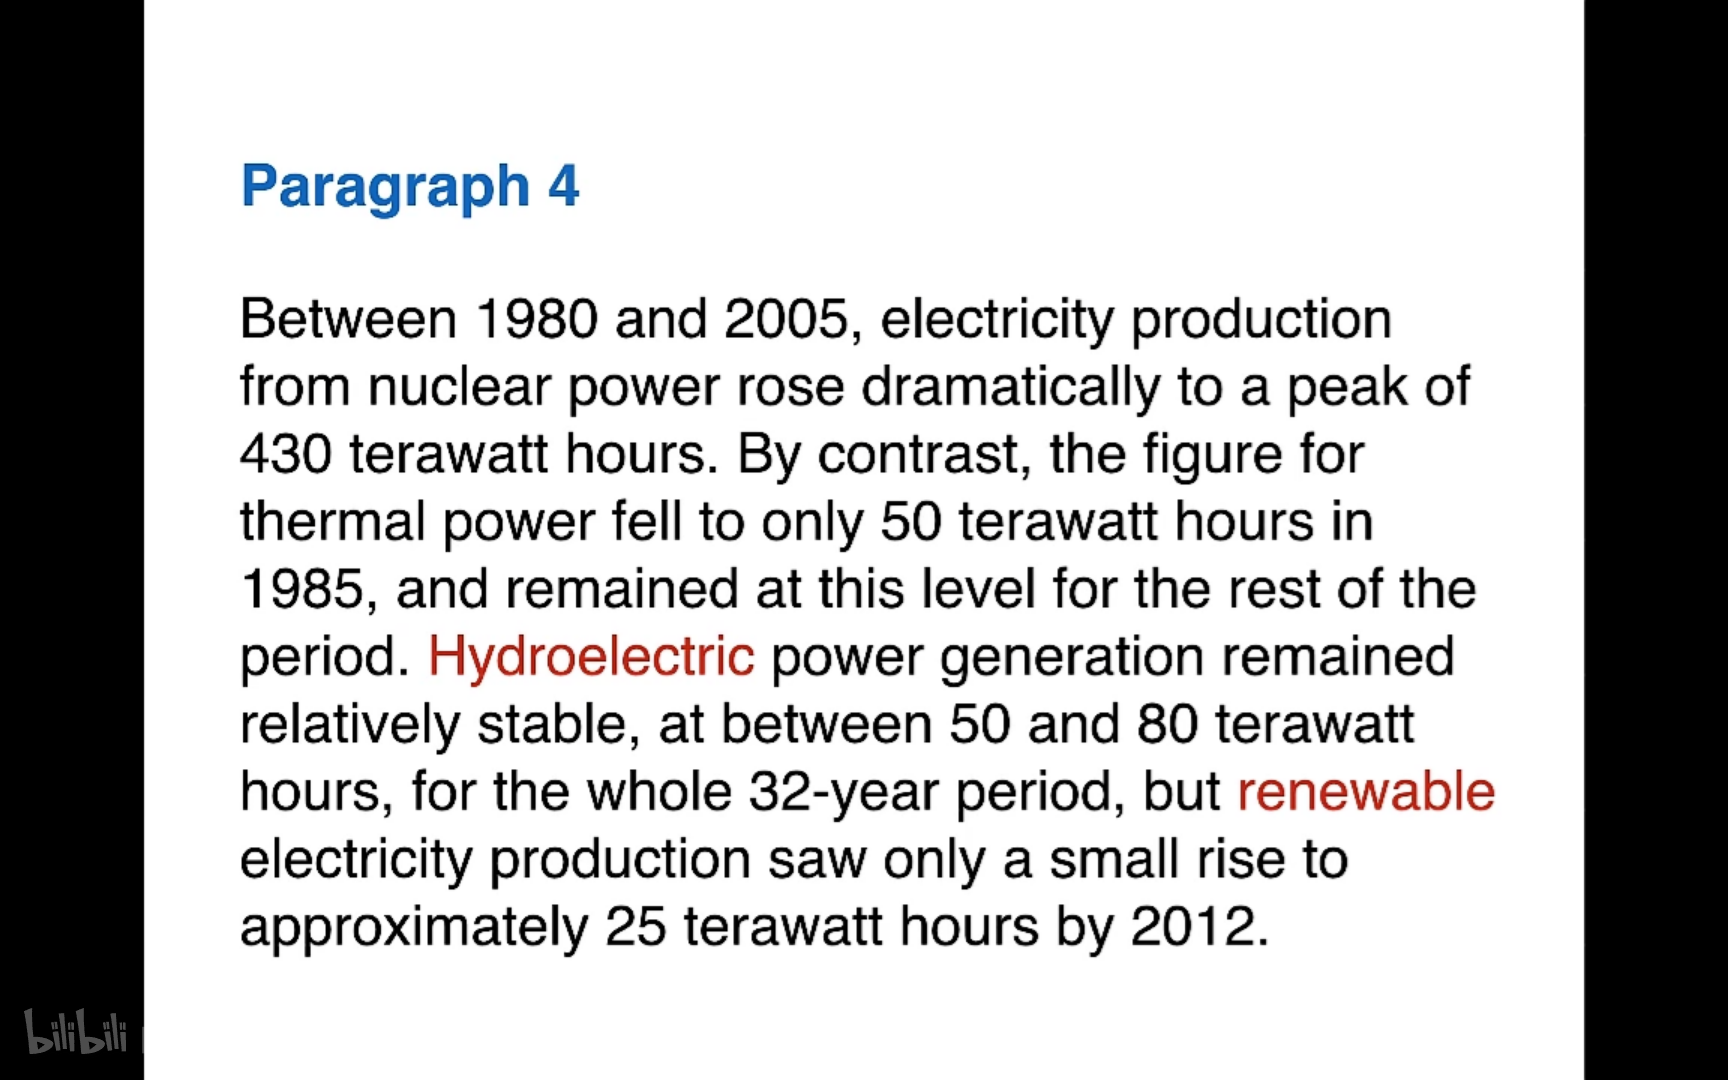 Paragraph 4
Between 1980 and 2005, electricity production
from nuclear power rose dramatically to a peak of
430 terawatt hours. By contrast, the figure for
thermal power fell to only 50 terawatt hours in
1985, and remained at this level for the rest of the
period. Hydroelectric power generation remained
relatively stable, at between 50 and 80 terawatt
hours, for the whole 32-year period, but renewable
electricity production saw only a small rise to
approximately 25 terawatt hours by 2012.
bilibili